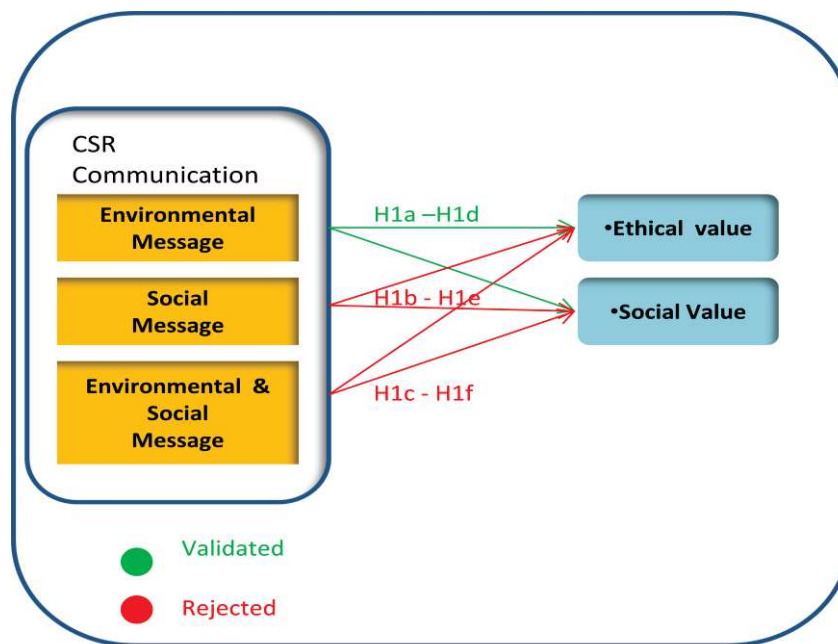 CSR
Communication
Environmental
Message
Social
Message
Environmental &
Social
Message
H1a –H1d
H1b - H1e
H1c - H1f
•Ethical value
•Social Value
Validated
Rejected